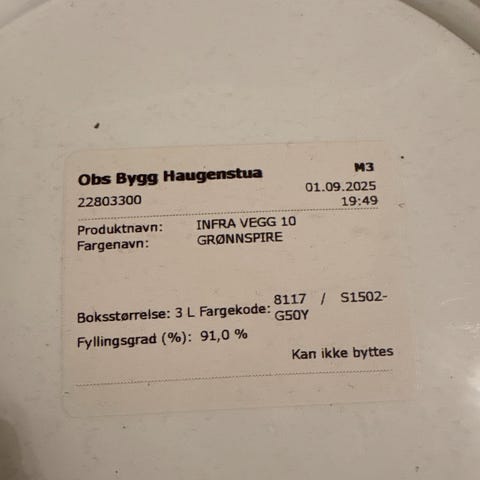 Obs Bygg Haugenstua M3
22803300 01.09.2025
19:49
Produktnavn: INFRA VEGG 10
Fargenavn: GRØNNSPIRE
Boksstørrelse: 3 L Fargekode: 8117 / S1502-
G50Y
Fyllingsgrad (%): 91,0 %
Kan ikke byttes